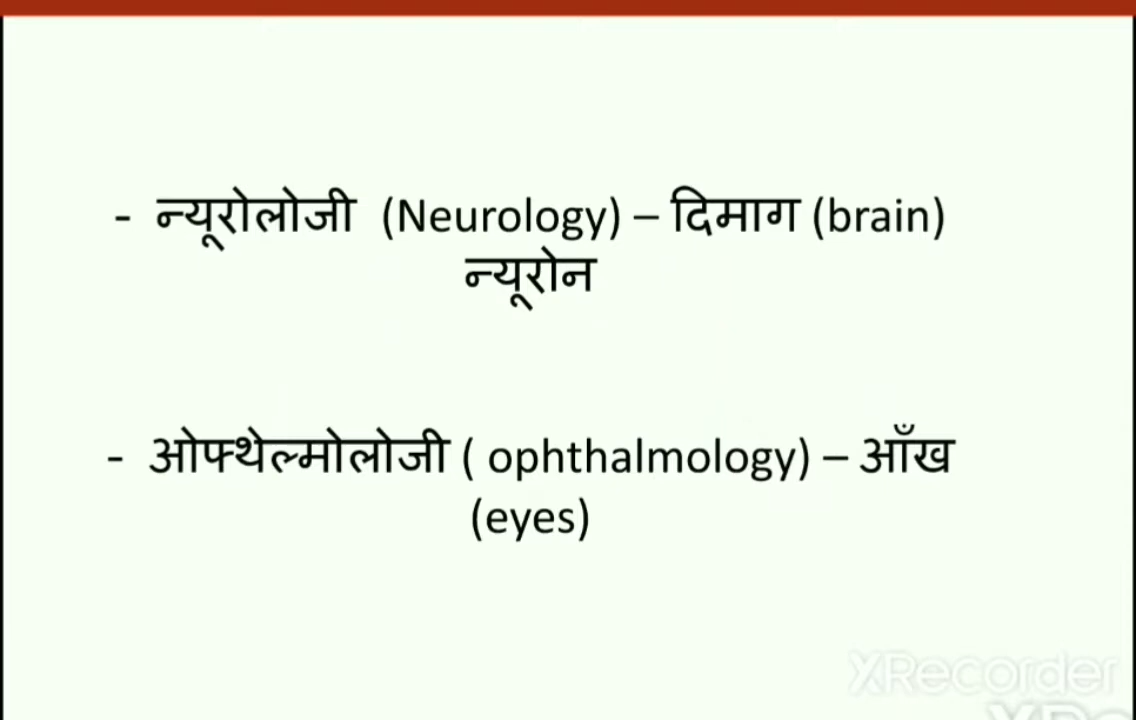 - न्यूरोलोजी (Neurology) – दिमाग (brain)
न्यूरोन
- ओफ्थेल्मोलोजी ( ophthalmology) – आँख
(eyes)
XRecorder